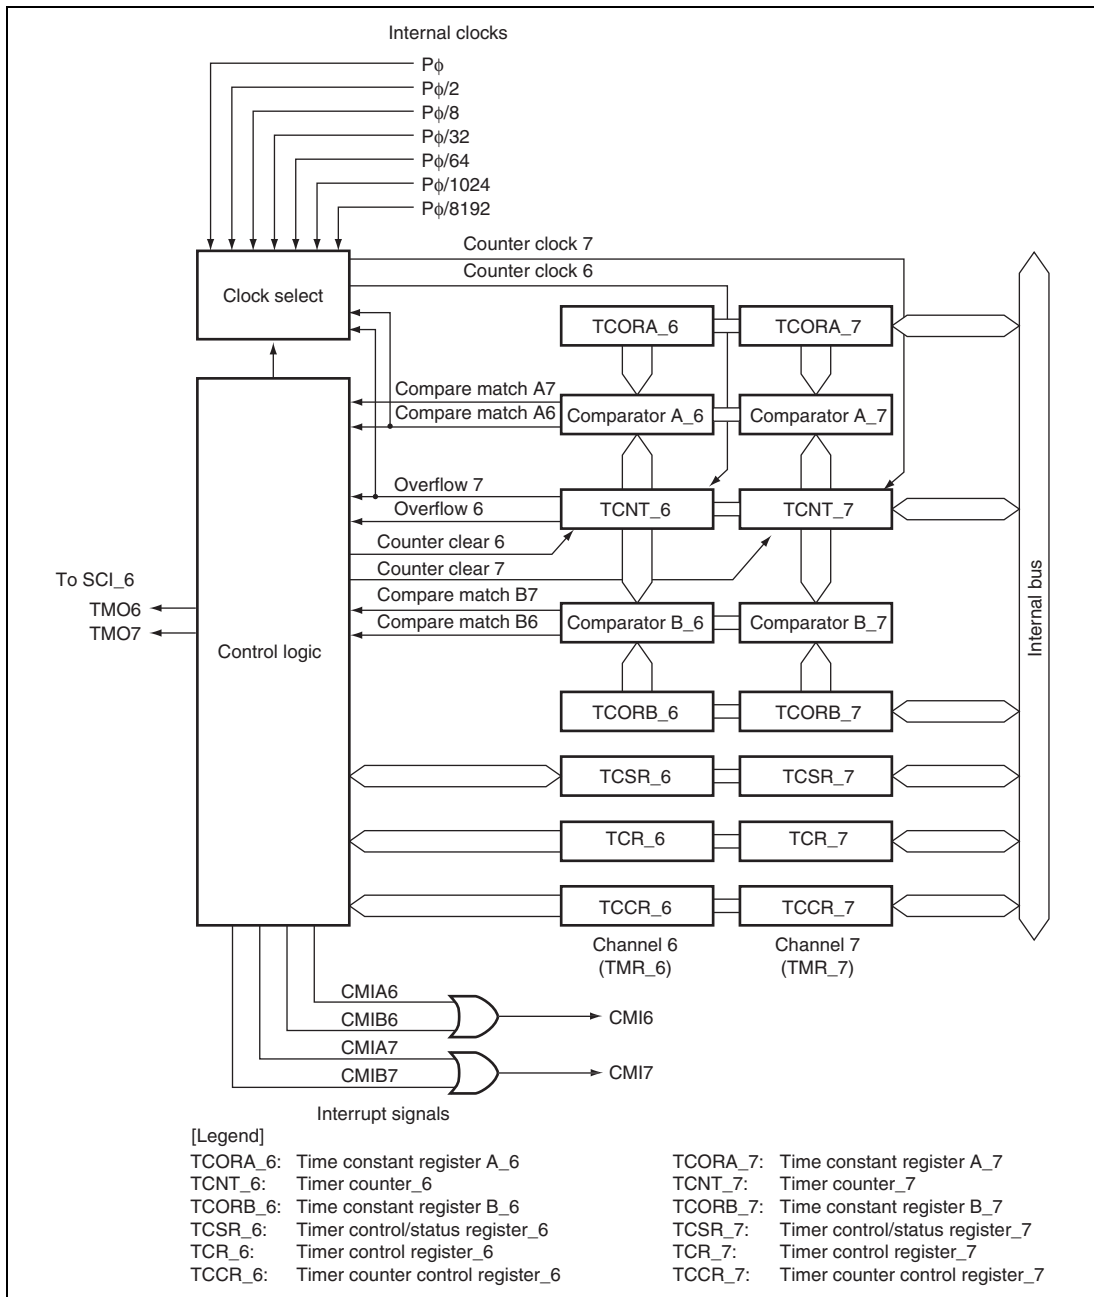 Internal clocks
Pϕ
Pϕ/2
Pϕ/8
Pϕ/32
Pϕ/64
Pϕ/1024
Pϕ/8192
Counter clock 7
Counter clock 6
Clock select
TCORA_6
TCORA_7
Compare match A7
Compare match A6
Comparator A_6
Comparator A_7
Overflow 7
Overflow 6
TCNT_6
TCNT_7
Counter clear 6
Counter clear 7
To SCI_6
TMO6
TMO7
Compare match B7
Compare match B6
Comparator B_6
Comparator B_7
Control logic
Internal bus
TCORB_6
TCORB_7
TCSR_6
TCSR_7
TCR_6
TCR_7
TCCR_6
TCCR_7
Channel 6
(TMR_6)
Channel 7
(TMR_7)
CMIA6
CMIB6
CMI6
CMIA7
CMIB7
CMI7
Interrupt signals
[Legend]
TCORA_6: Time constant register A_6
TCNT_6: Timer counter_6
TCORB_6: Time constant register B_6
TCSR_6: Timer control/status register_6
TCR_6: Timer control register_6
TCCR_6: Timer counter control register_6
TCORA_7: Time constant register A_7
TCNT_7: Timer counter_7
TCORB_7: Time constant register B_7
TCSR_7: Timer control/status register_7
TCR_7: Timer control register_7
TCCR_7: Timer counter control register_7